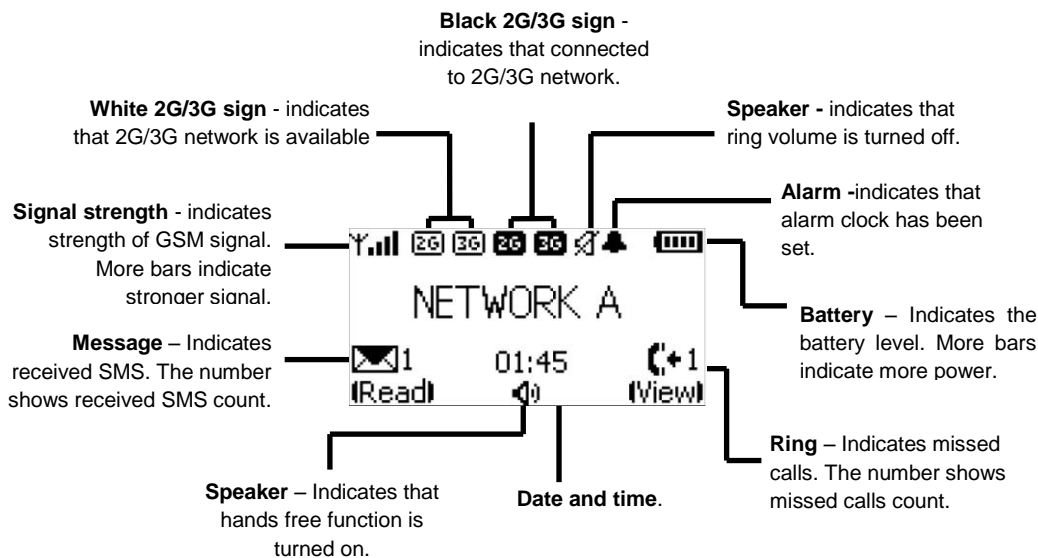 Black 2G/3G sign -
indicates that connected
to 2G/3G network.
White 2G/3G sign - indicates
that 2G/3G network is available
Speaker - indicates that
ring volume is turned off.
Signal strength - indicates
strength of GSM signal.
More bars indicate
stronger signal.
Alarm -indicates that
alarm clock has been
set.
2G 3G 2G 3G
NETWORK A
Battery – Indicates the
battery level. More bars
indicate more power.
Message – Indicates
received SMS. The number
shows received SMS count.
1 01:45 1
(Read) (View)
Ring – Indicates missed
calls. The number shows
missed calls count.
Speaker – Indicates that
hands free function is
turned on.
Date and time.